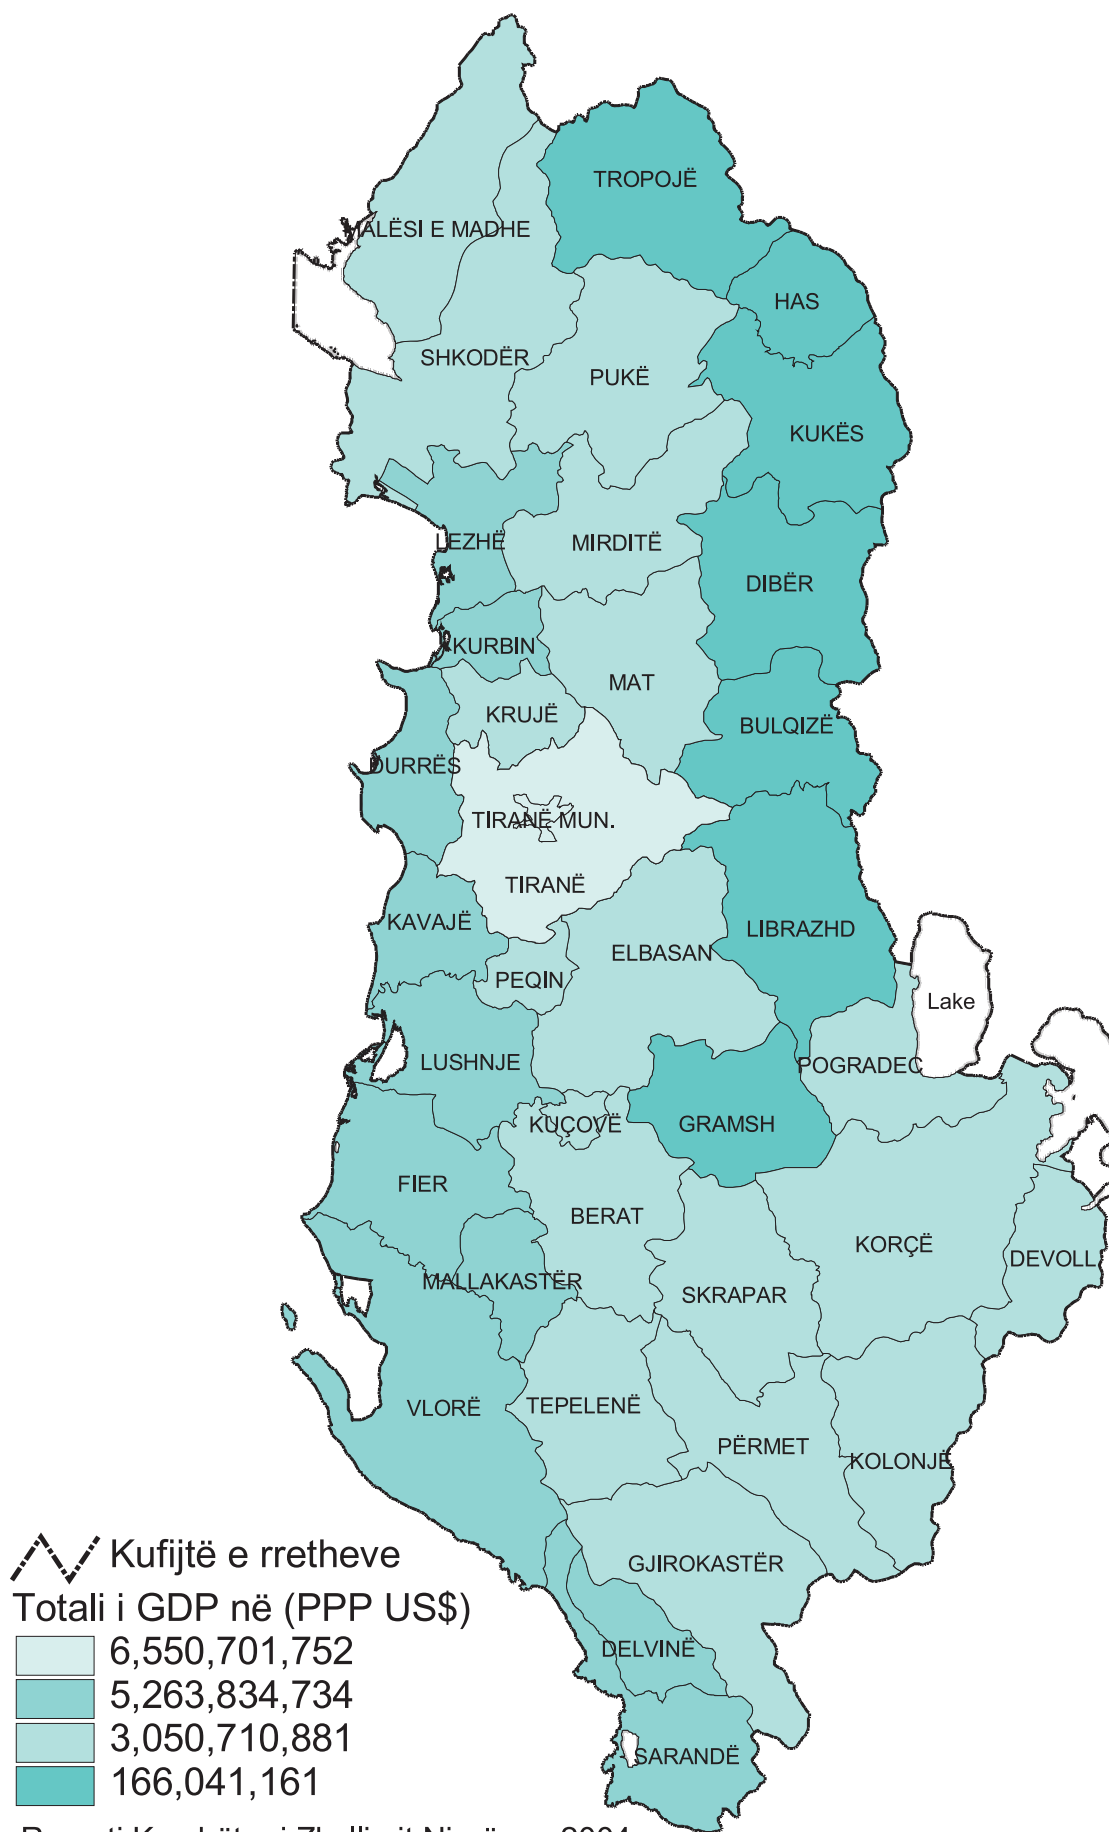 TROPOJË
MALËSI E MADHE
HAS
SHKODËR
PUKË
KUKËS
LEZHË
MIRDITË
DIBËR
KURBIN
MAT
KRUJË
BULQIZË
DURRËS
TIRANË MUN.
TIRANË
KAVAJË
LIBRAZHD
ELBASAN
PEQIN
Lake
LUSHNJE
POGRADEC
KUÇOVË
GRAMSH
FIER
BERAT
KORÇË
DEVOLL
MALLAKASTËR
SKRAPAR
VLORË
TEPELENË
PËRMET
KOLONJË
GJIROKASTËR
DELVINË
SARANDË
Kufijtë e rretheve
Totali i GDP në (PPP US$)
6,550,701,752
5,263,834,734
3,050,710,881
166,041,161